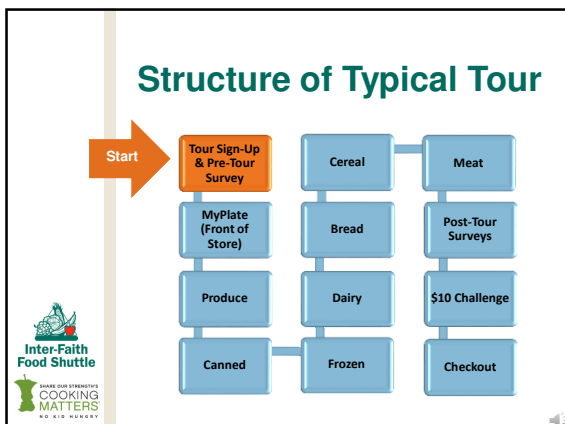 Structure of Typical Tour
Start
Tour Sign-Up
& Pre-Tour
Survey
MyPlate
(Front of
Store)
Produce
Canned
Frozen
Dairy
Bread
Cereal
Meat
Post-Tour
Surveys
$10 Challenge
Checkout
Inter-Faith
Food Shuttle
SHARE OUR STRENGTH'S
COOKING
MATTERS
NO KID HUNGRY